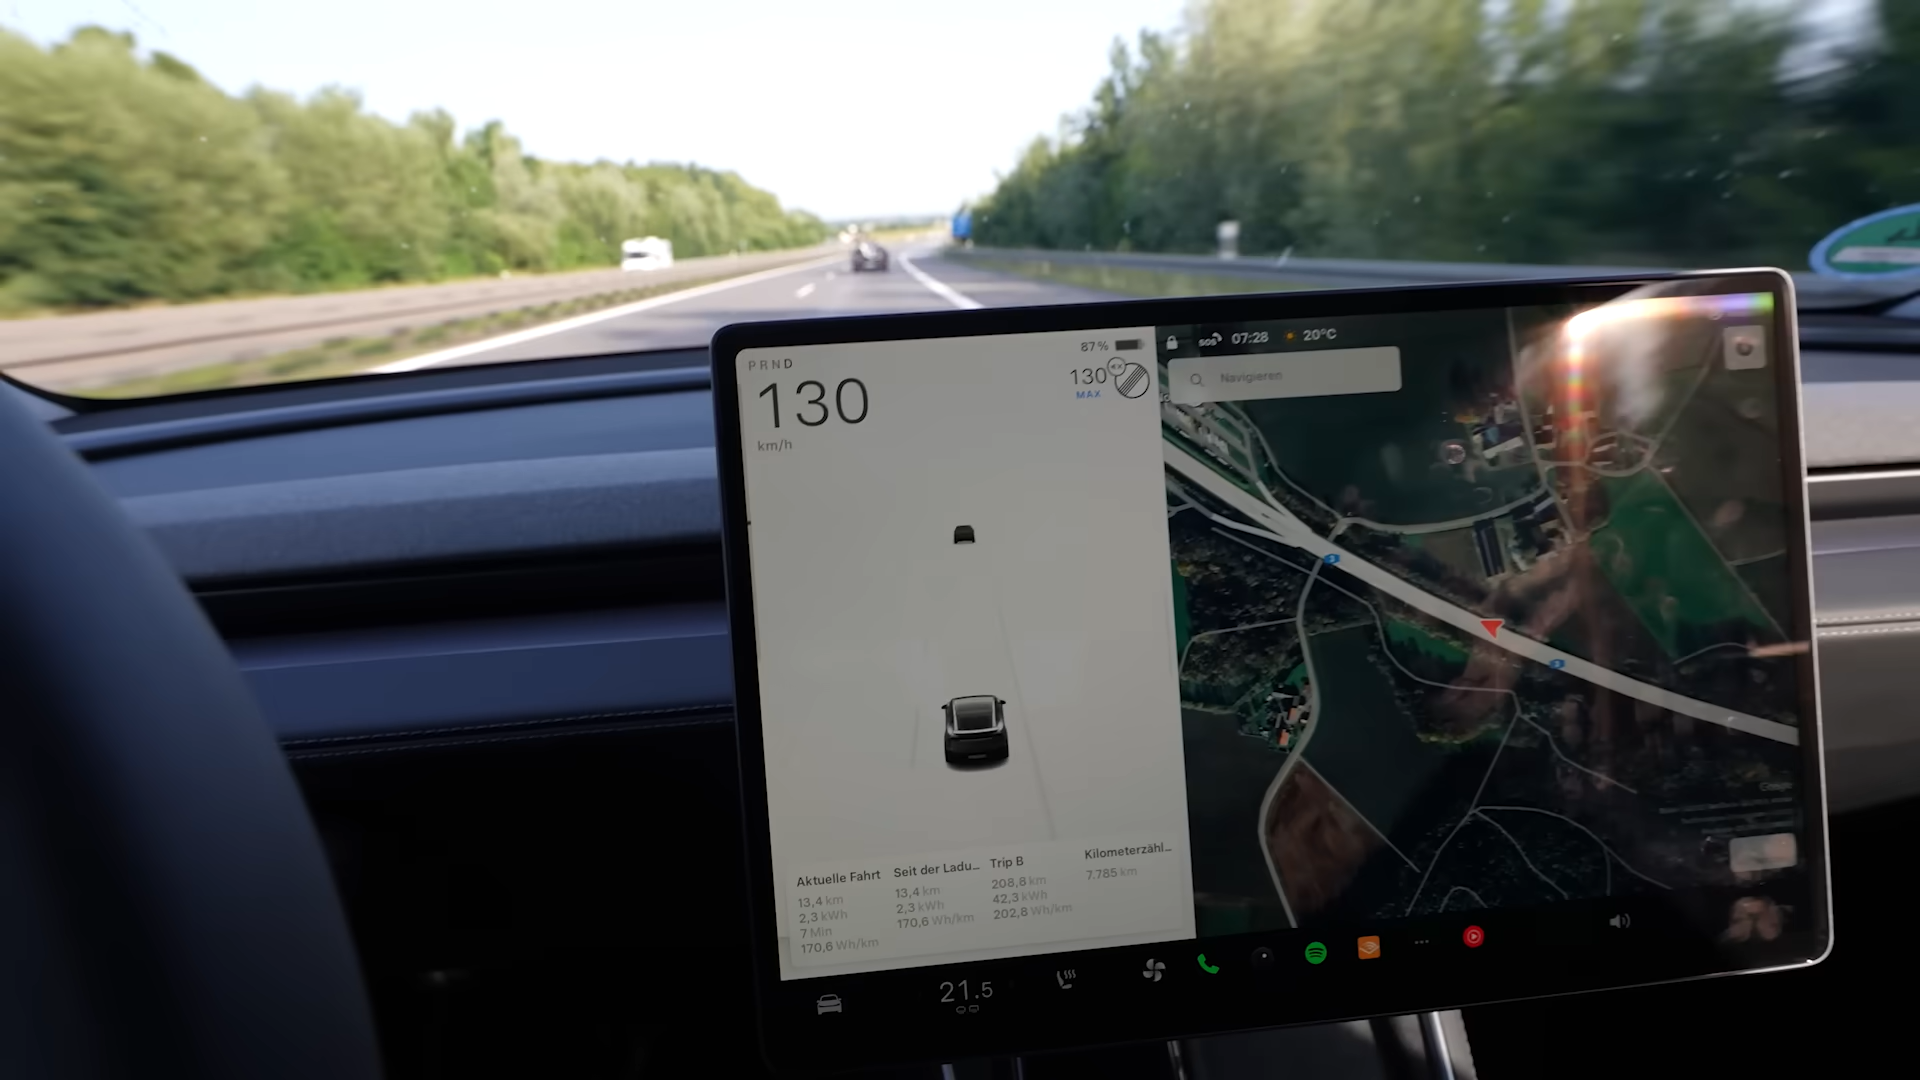 PRND
87%
130
km/h
130
MAX
SOS 07:28 20°C
Navigieren
Aktuelle Fahrt
13,4 km
2,3 kWh
7 Min
170,6 Wh/km
Seit der Ladu...
13,4 km
2,3 kWh
170,6 Wh/km
Trip B
208,8 km
42,3 kWh
202,8 Wh/km
Kilometerzähl...
7.785 km
Google
21.5